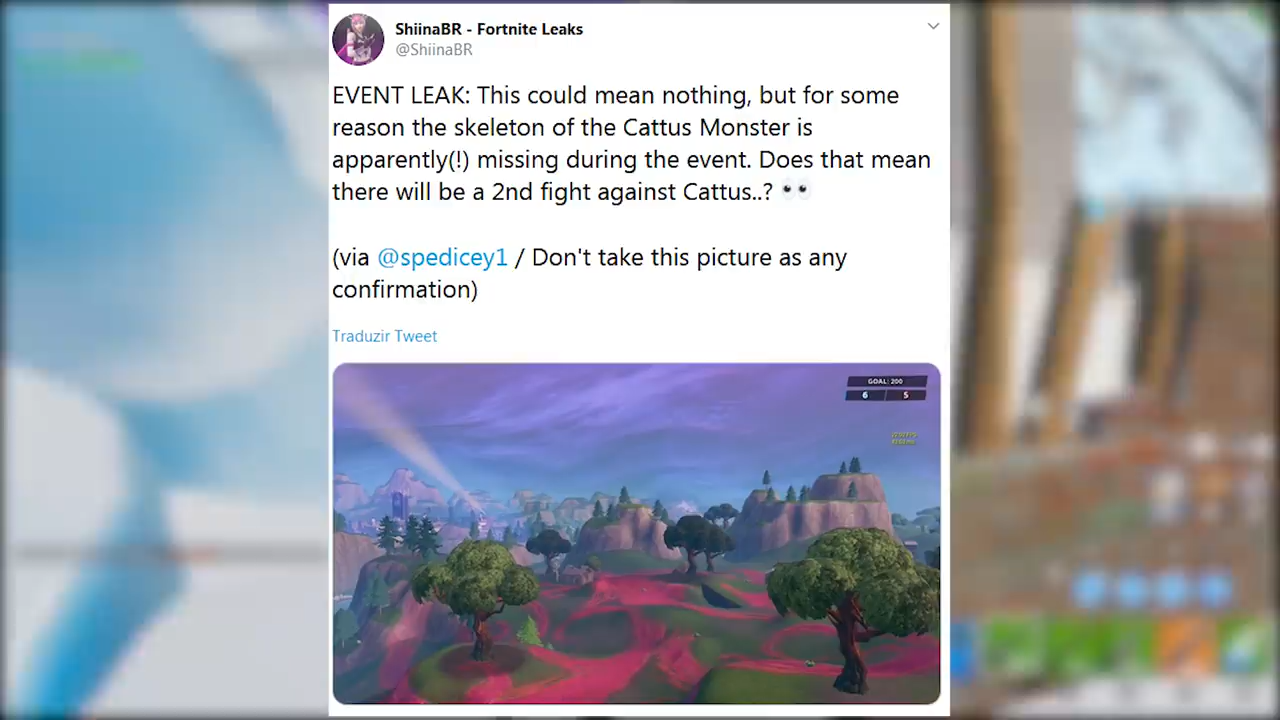 ShiinaBR - Fortnite Leaks
@ShiinaBR
EVENT LEAK: This could mean nothing, but for some
reason the skeleton of the Cattus Monster is
apparently(!) missing during the event. Does that mean
there will be a 2nd fight against Cattus..? 👀
(via @spedicey1 / Don't take this picture as any
confirmation)
Traduzir Tweet
GOAL: 200
6 5